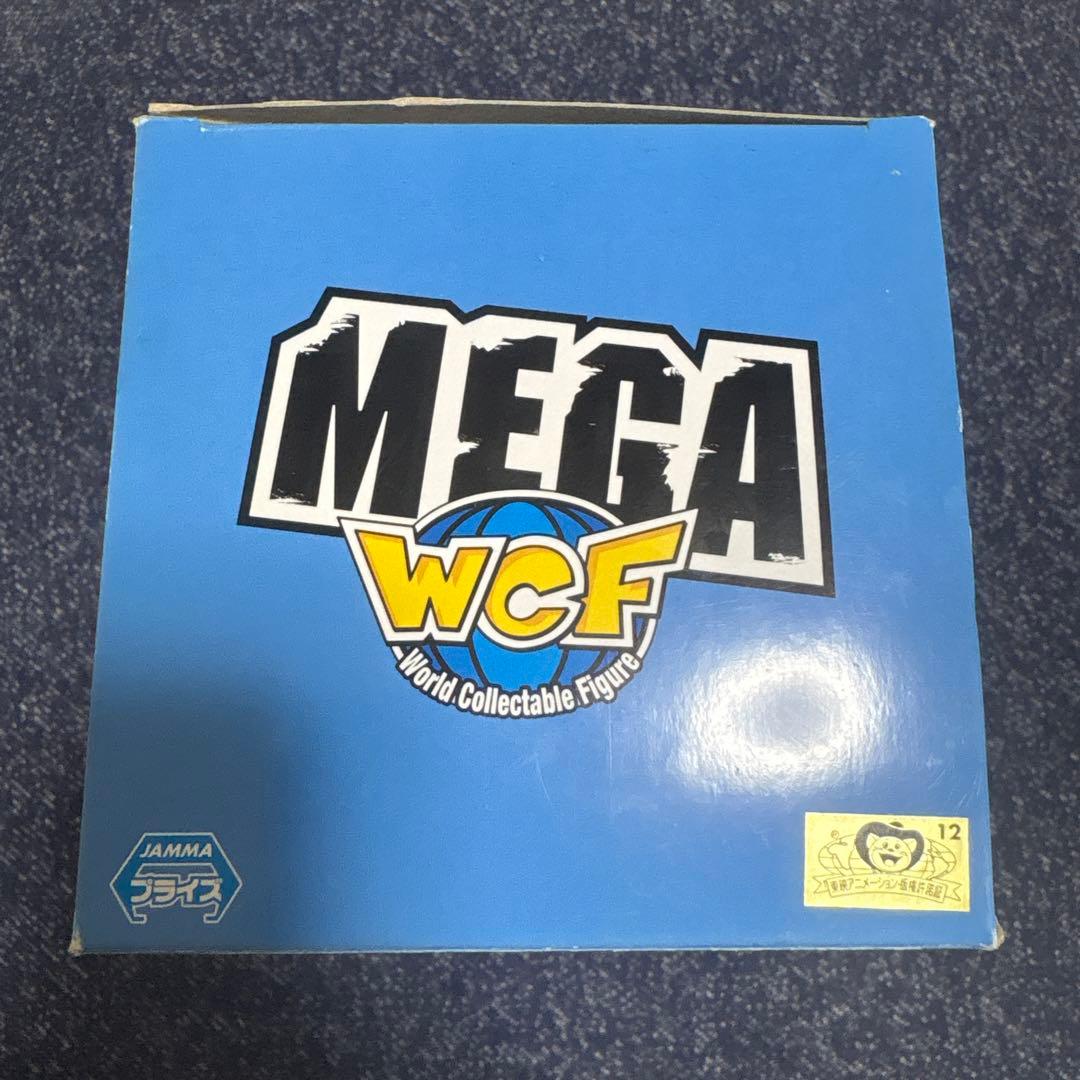 MEGA
WCF
World Collectable Figure
JAMMA
プライズ
12
東映アニメーション・版権許諾証